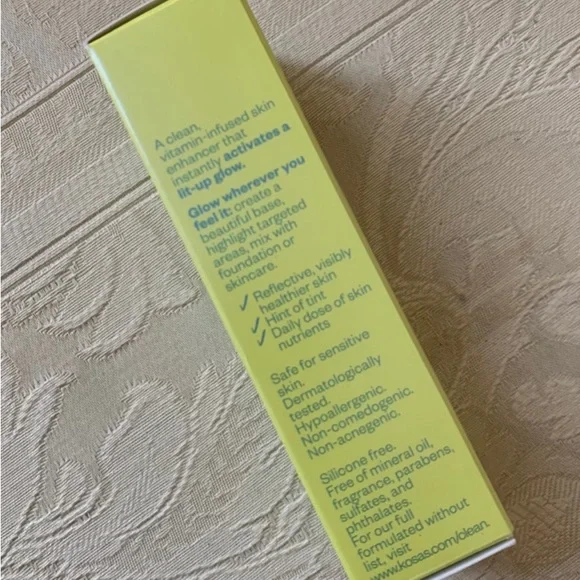 A clean,
vitamin-infused skin
enhancer that
instantly activates a
lit-up glow.
Glow wherever you
feel it: create a
beautiful base,
highlight targeted
areas, mix with
foundation or
skincare.
✓ Reflective, visibly
healthier skin
✓ Hint of tint
✓ Daily dose of skin
nutrients
Safe for sensitive
skin.
Dermatologically
tested.
Hypoallergenic.
Non-comedogenic.
Non-acnegenic.
Silicone free.
Free of mineral oil,
fragrance, parabens,
sulfates, and
phthalates.
For our full
formulated without
list, visit
www.kosas.com/clean.